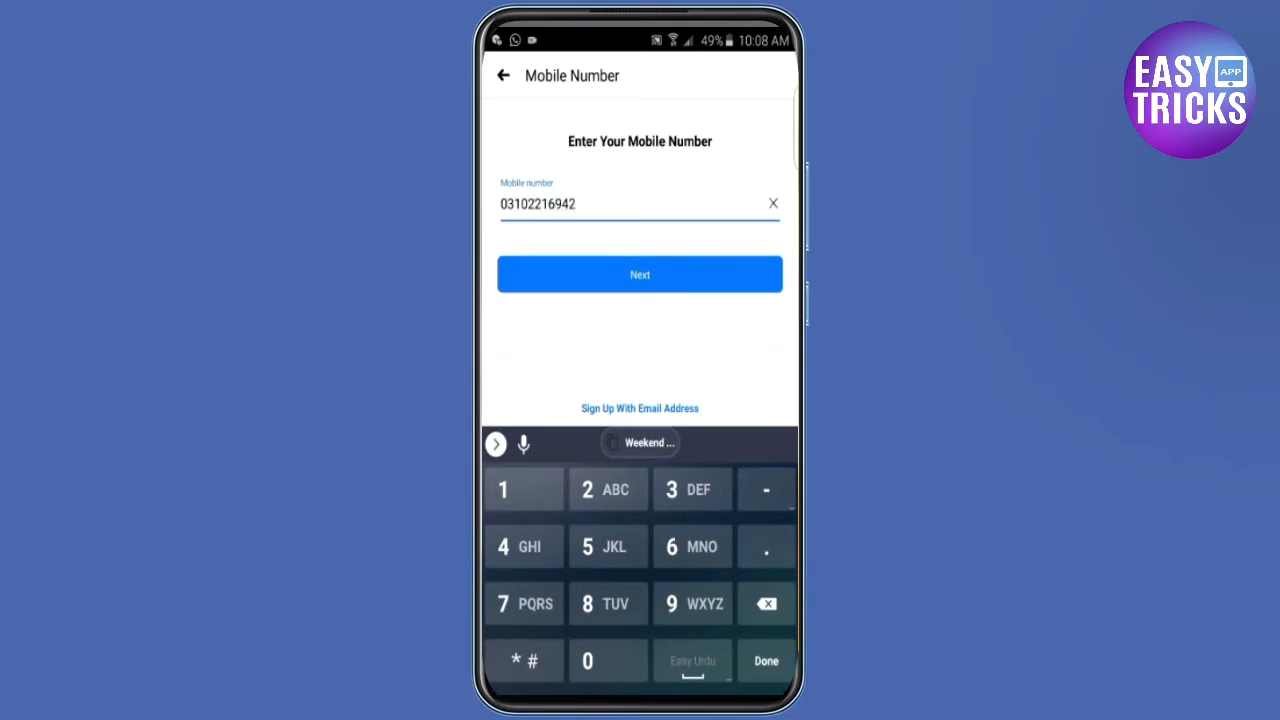 49% 10:08 AM
EASY APP
TRICKS
Mobile Number
Enter Your Mobile Number
Mobile number
03102216942 X
Next
Sign Up With Email Address
Weekend ...
1 2 ABC 3 DEF -
4 GHI 5 JKL 6 MNO .
7 PQRS 8 TUV 9 WXYZ
* # 0 Easy Urdu Done